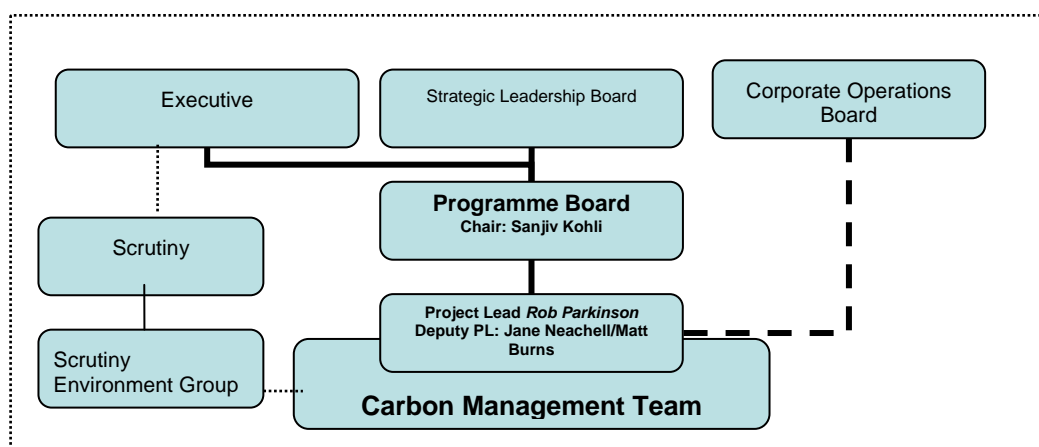 Executive
Strategic Leadership Board
Corporate Operations
Board
Programme Board
Chair: Sanjiv Kohli
Scrutiny
Project Lead Rob Parkinson
Deputy PL: Jane Neachell/Matt
Burns
Scrutiny
Environment Group
Carbon Management Team